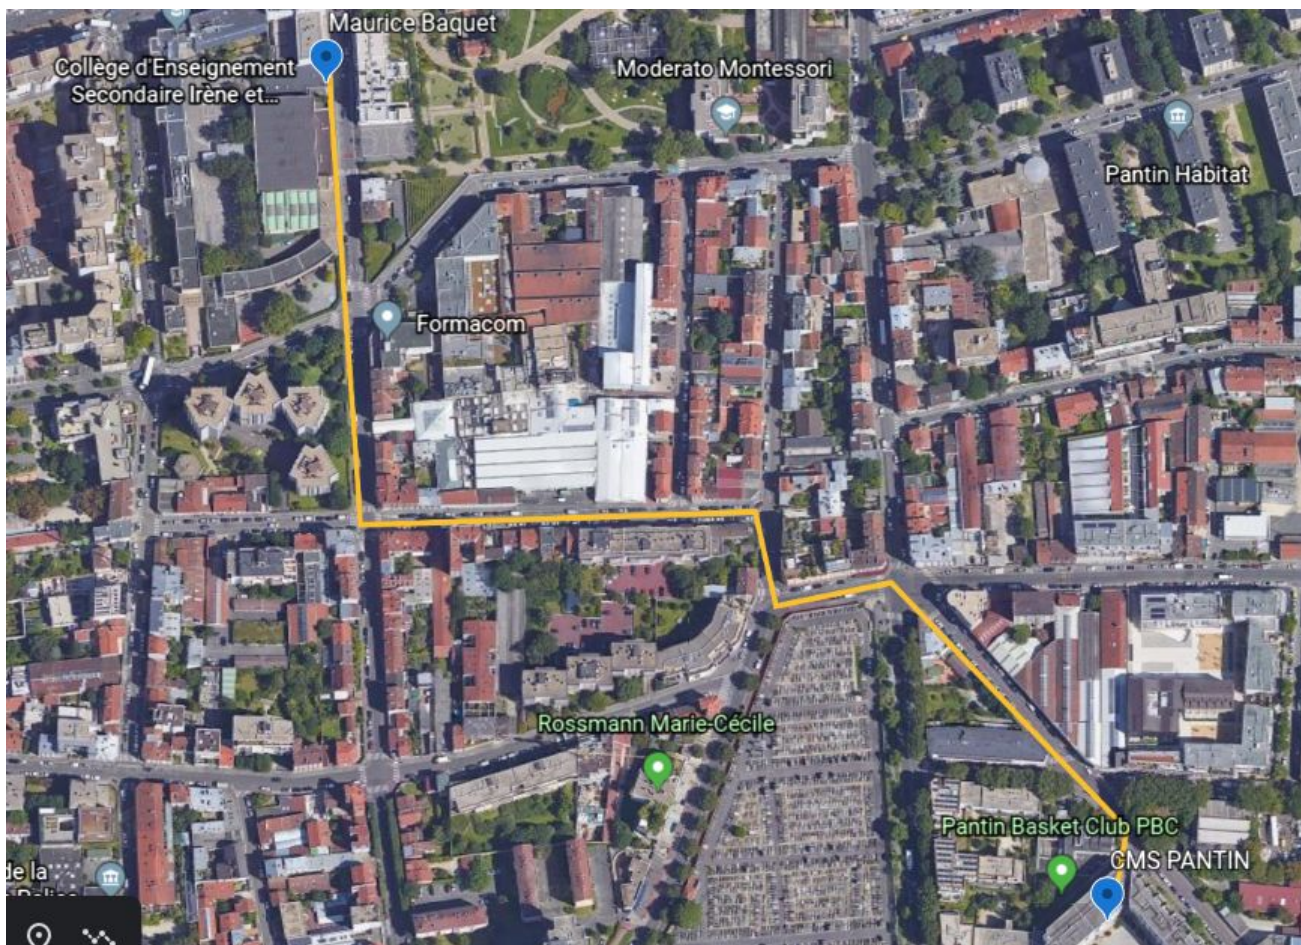 Maurice Baquet
Collège d'Enseignement
Secondaire Irène et...
Moderato Montessori
Pantin Habitat
Formacom
Rossmann Marie-Cécile
Pantin Basket Club PBC
CMS PANTIN
de la